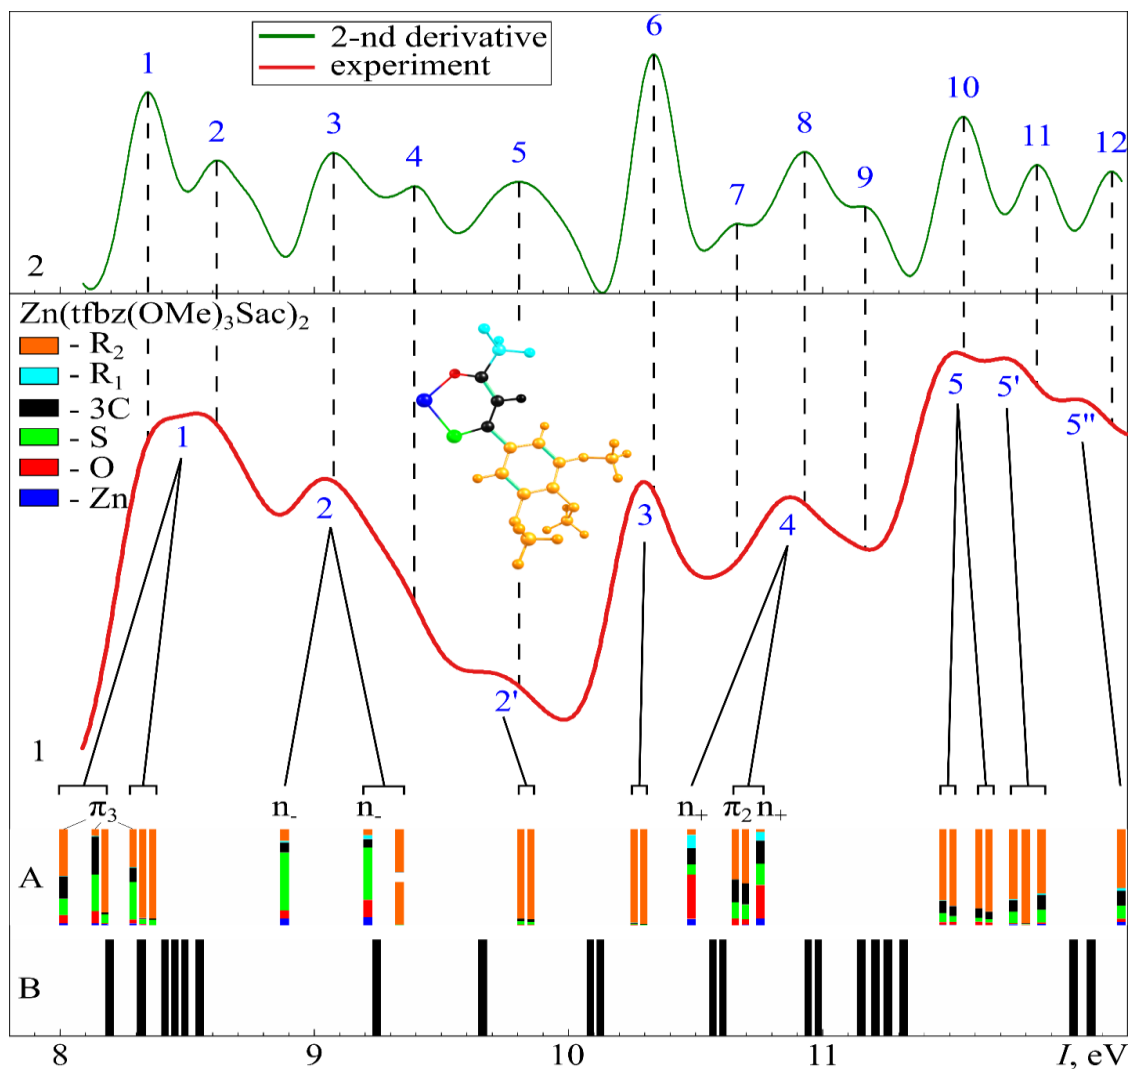 2-nd derivative
experiment
1 2 3 4 5 6 7 8 9 10 11 12
2
Zn(tfbz(OMe)₃Sac)₂
- R₂
- R₁
- 3C
- S
- O
- Zn
1 2 2' 3 4 5 5' 5"
1
π₃ n₋ n₋ n₊ π₂ n₊
A
B
8 9 10 11 I, eV